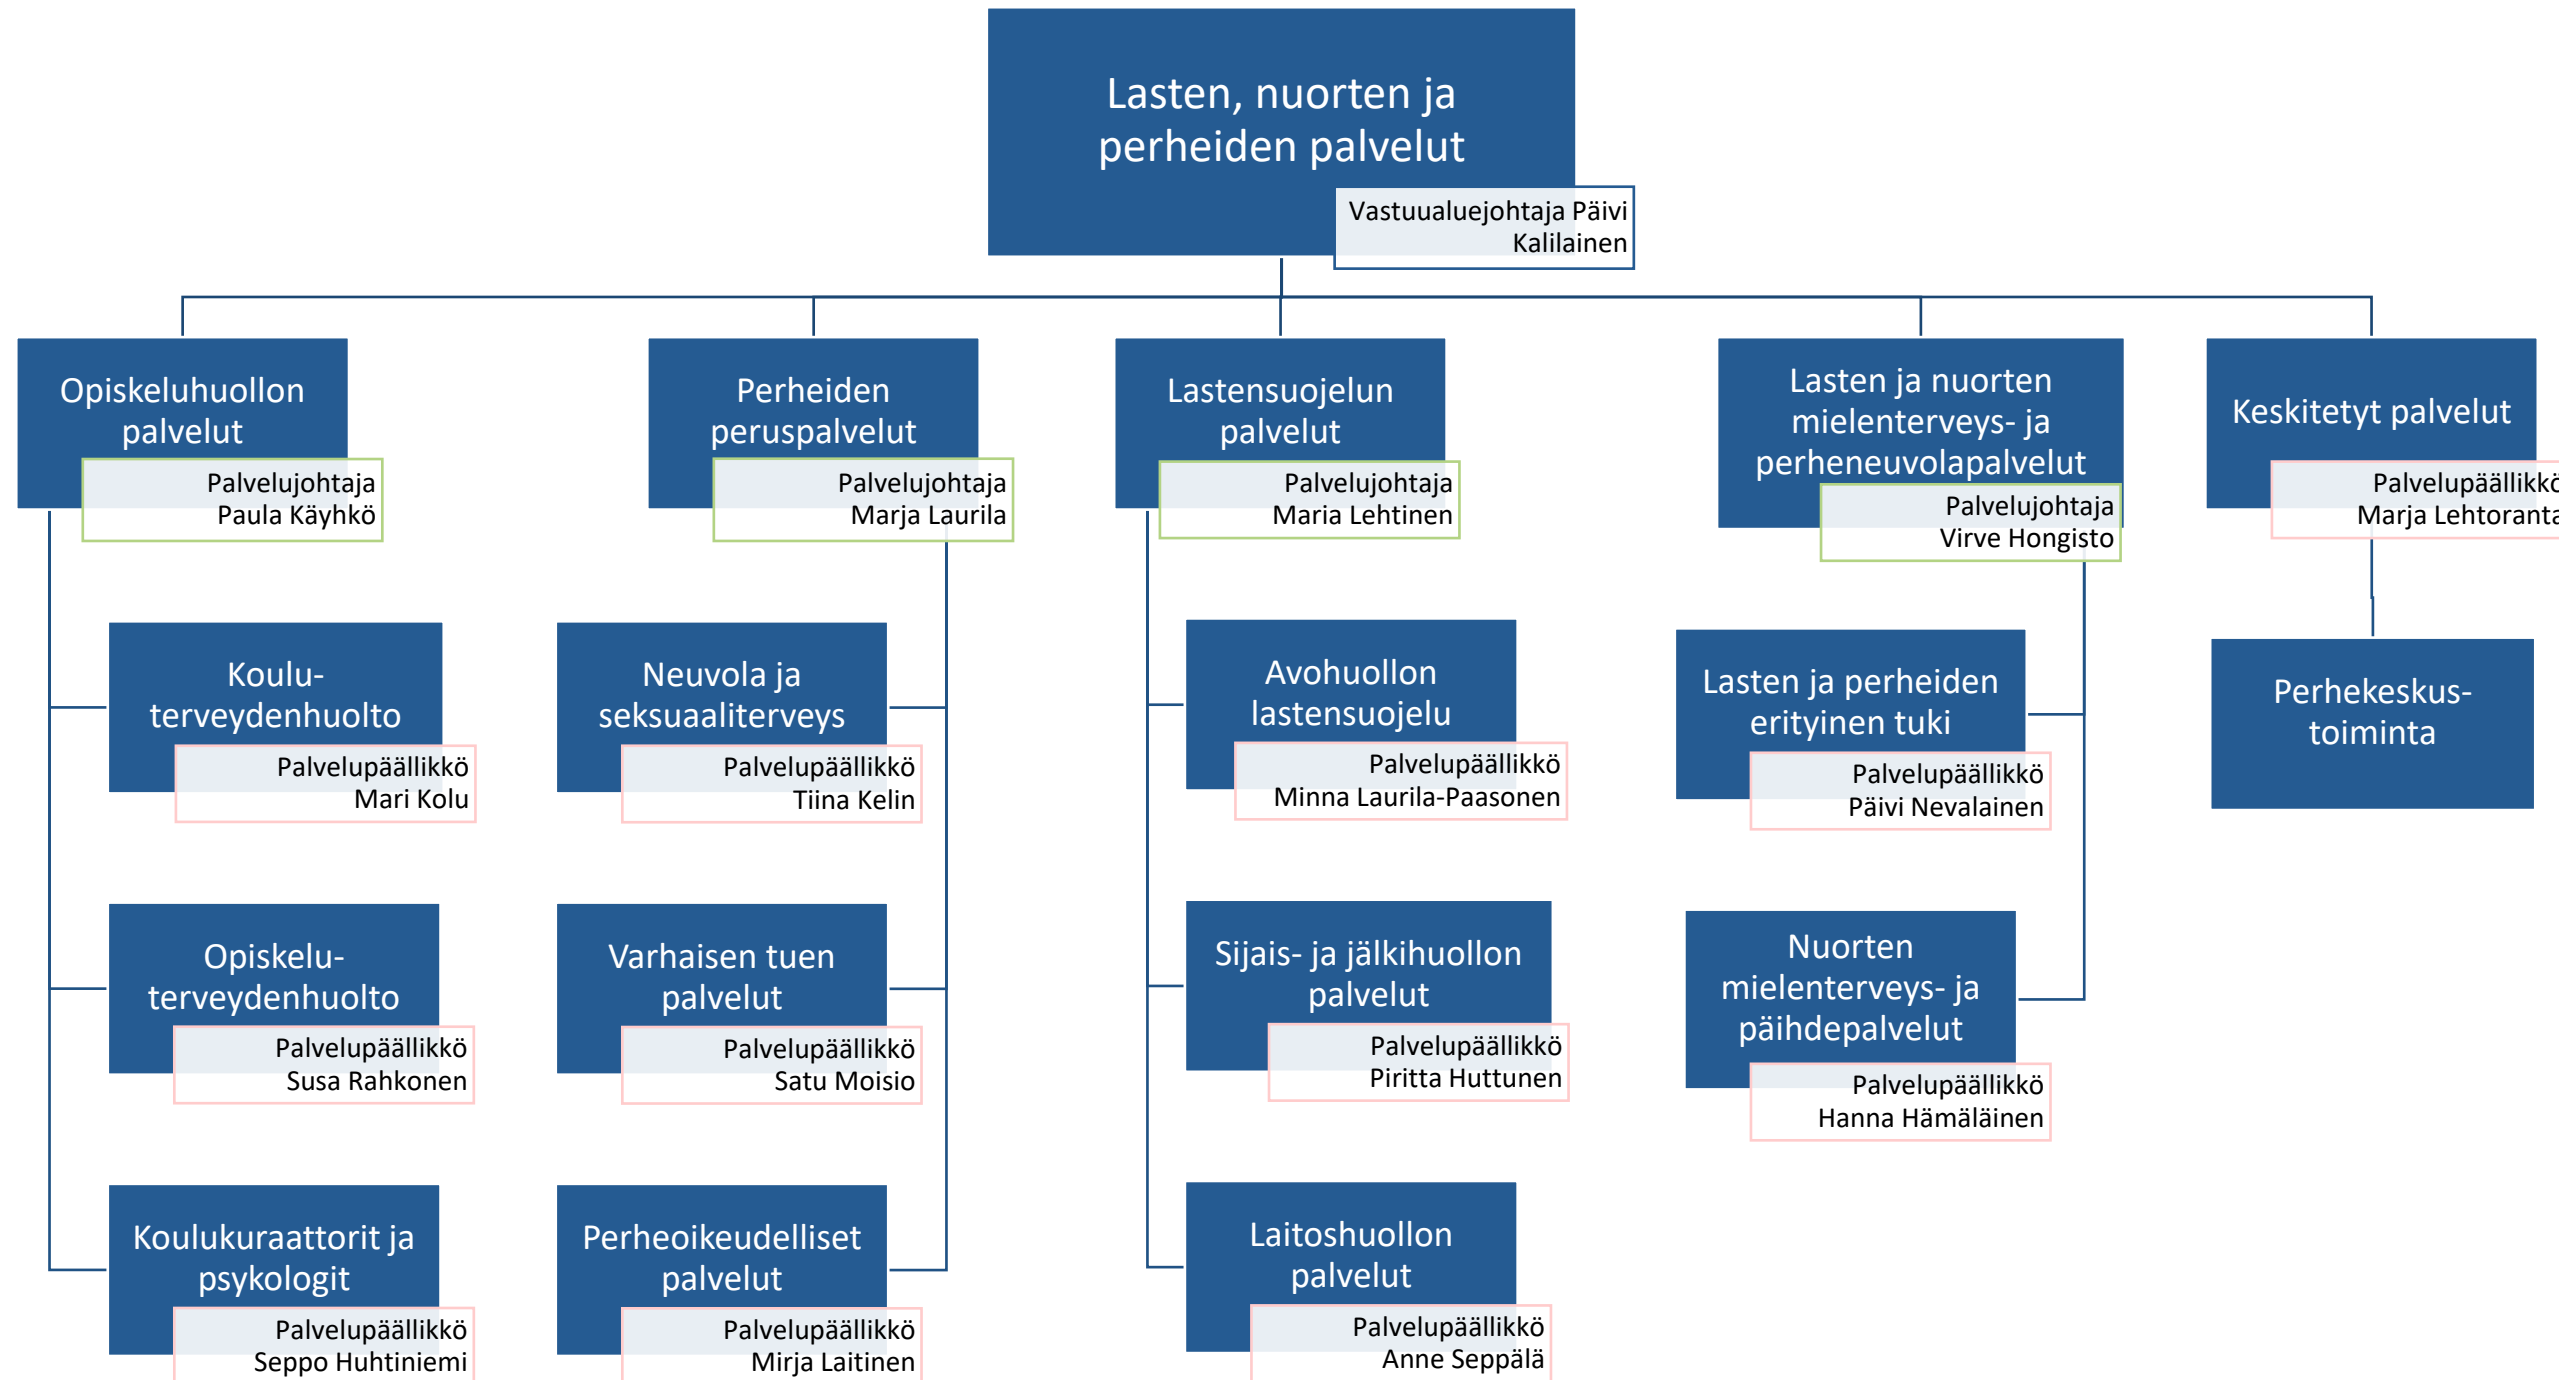 Lasten, nuorten ja
perheiden palvelut
Vastuualuejohtaja Päivi
Kalilainen
Opiskeluhuollon
palvelut
Palvelujohtaja
Paula Käyhkö
Perheiden
peruspalvelut
Palvelujohtaja
Marja Laurila
Lastensuojelun
palvelut
Palvelujohtaja
Maria Lehtinen
Lasten ja nuorten
mielenterveys- ja
perheneuvolapalvelut
Palvelujohtaja
Virve Hongisto
Keskitetyt palvelut
Palvelupäällikkö
Marja Lehtoranta
Koulu-
terveydenhuolto
Palvelupäällikkö
Mari Kolu
Neuvola ja
seksuaaliterveys
Palvelupäällikkö
Tiina Kelin
Avohuollon
lastensuojelu
Palvelupäällikkö
Minna Laurila-Paasonen
Lasten ja perheiden
erityinen tuki
Palvelupäällikkö
Päivi Nevalainen
Perhekeskus-
toiminta
Opiskelu-
terveydenhuolto
Palvelupäällikkö
Susa Rahkonen
Varhaisen tuen
palvelut
Palvelupäällikkö
Satu Moisio
Sijais- ja jälkihuollon
palvelut
Palvelupäällikkö
Piritta Huttunen
Nuorten
mielenterveys- ja
päihdepalvelut
Palvelupäällikkö
Hanna Hämäläinen
Koulukuraattorit ja
psykologit
Palvelupäällikkö
Seppo Huhtiniemi
Perheoikeudelliset
palvelut
Palvelupäällikkö
Mirja Laitinen
Laitoshuollon
palvelut
Palvelupäällikkö
Anne Seppälä